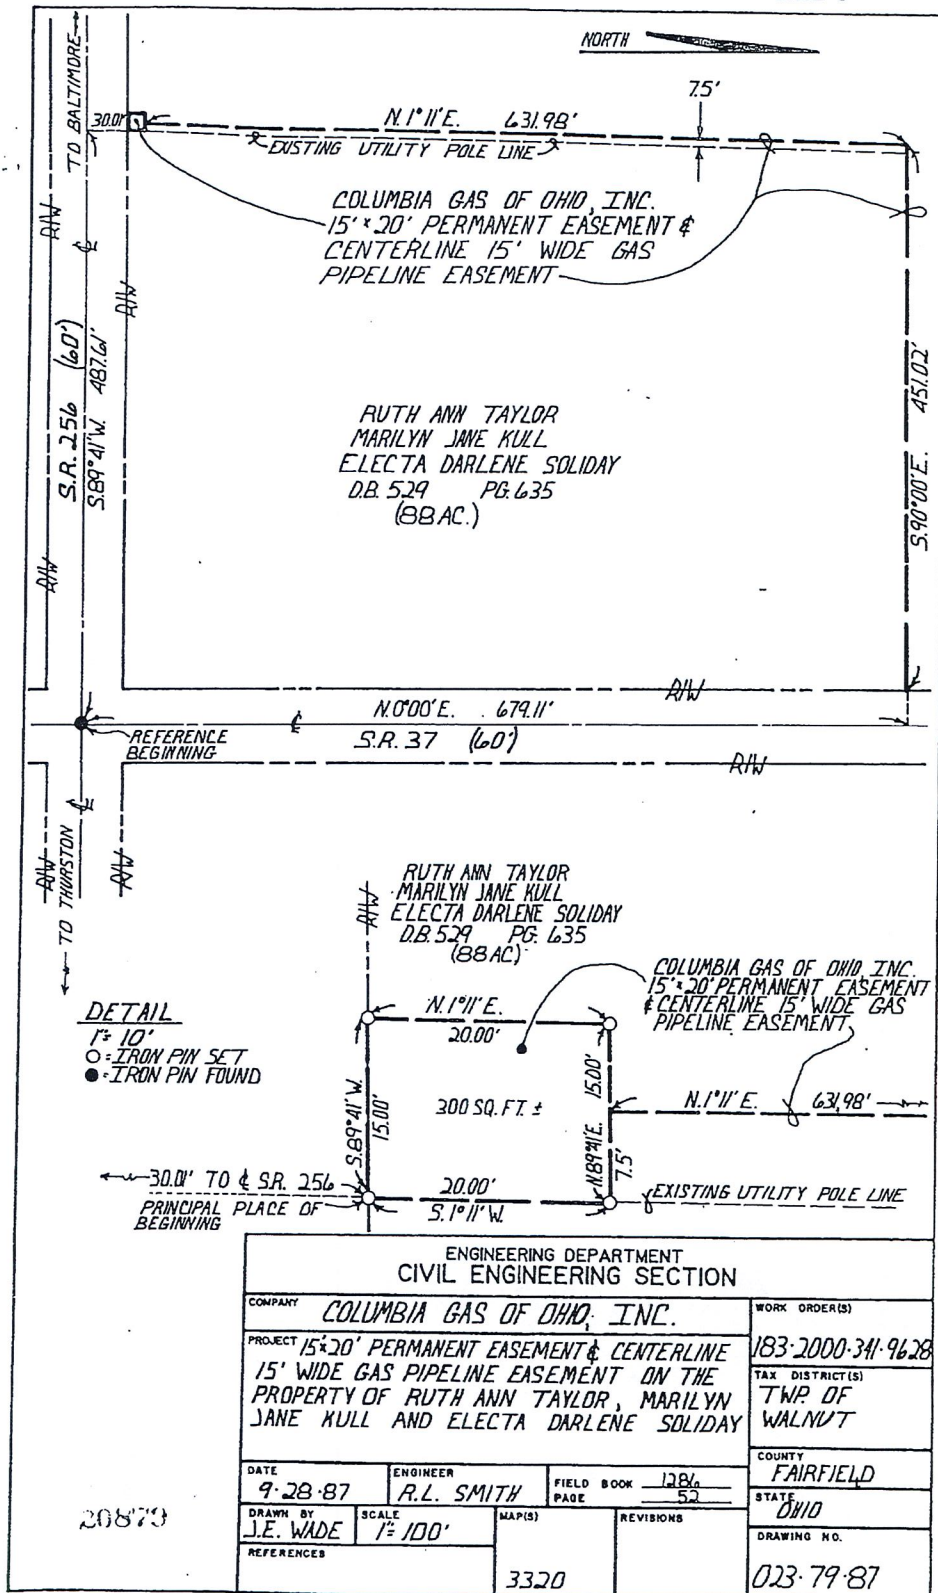 NORTH
TO BALTIMORE
30.01'
N. 1°11' E. 631.98'
7.5'
EXISTING UTILITY POLE LINE
COLUMBIA GAS OF OHIO, INC.
15' x 20' PERMANENT EASEMENT &
CENTERLINE 15' WIDE GAS
PIPELINE EASEMENT
R/W
R/W
S.R. 256 (60')
S.89°41'W. 487.61'
S.90°00'E. 451.02'
RUTH ANN TAYLOR
MARILYN JANE KULL
ELECTA DARLENE SOLIDAY
D.B. 529 PG. 635
(88 AC.)
R/W
R/W
N.0°00'E. 679.11'
REFERENCE
BEGINNING
S.R. 37 (60')
R/W
R/W
R/W
TO THURSTON
R/W
RUTH ANN TAYLOR
MARILYN JANE KULL
ELECTA DARLENE SOLIDAY
D.B. 529 PG. 635
(88 AC)
COLUMBIA GAS OF OHIO, INC.
15' x 20' PERMANENT EASEMENT
& CENTERLINE 15' WIDE GAS
PIPELINE EASEMENT
DETAIL
1"= 10'
○=IRON PIN SET
●=IRON PIN FOUND
N. 1°11' E.
20.00'
S.89°41'W.
15.00'
300 SQ. FT. ±
N.89°41'E. 15.00'
7.5'
N. 1°11' E. 631.98'
30.01' TO ℄ S.R. 256
PRINCIPAL PLACE OF
BEGINNING
20.00'
S. 1°11' W.
EXISTING UTILITY POLE LINE
ENGINEERING DEPARTMENT
CIVIL ENGINEERING SECTION
COMPANY COLUMBIA GAS OF OHIO, INC.
WORK ORDER(S)
183-2000-341-9628
PROJECT 15'x20' PERMANENT EASEMENT & CENTERLINE
15' WIDE GAS PIPELINE EASEMENT ON THE
PROPERTY OF RUTH ANN TAYLOR, MARILYN
JANE KULL AND ELECTA DARLENE SOLIDAY
TAX DISTRICT(S)
TWP. OF
WALNUT
COUNTY
FAIRFIELD
DATE
9-28-87
ENGINEER
R.L. SMITH
FIELD BOOK 1286
PAGE 52
STATE
OHIO
DRAWN BY
J.E. WADE
SCALE
1"= 100'
MAP(S)
3320
REVISIONS
REFERENCES
DRAWING NO.
023-79-87
20879